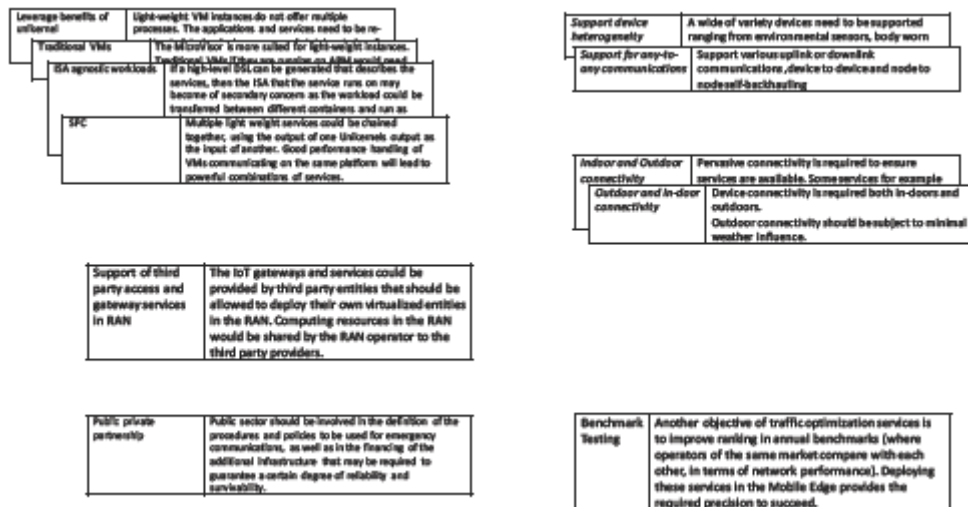 Leverage benefits of
unikernel
Light-weight VM instances do not offer multiple
processes. The applications and services need to be re-
Traditional VMs
The MicroVisor is more suited for light-weight instances.
Traditional VMs if they are running on ARM would need
ISA agnostic workloads
If a high-level DSL can be generated that describes the
services, then the ISA that the service runs on may
become of secondary concern as the workload could be
transferred between different containers and run as
SFC
Multiple light weight services could be chained
together, using the output of one Unikernels output as
the input of another. Good performance handling of
VMs communicating on the same platform will lead to
powerful combinations of services.
Support device
heterogeneity
A wide of variety devices need to be supported
ranging from environmental sensors, body worn
Support for any-to-
any communications
Support various uplink or downlink
communications, device to device and node to
node self-backhauling
Indoor and Outdoor
connectivity
Pervasive connectivity is required to ensure
services are available. Some services for example
Outdoor and in-door
connectivity
Device connectivity is required both in-doors and
outdoors.
Outdoor connectivity should be subject to minimal
weather influence.
Support of third
party access and
gateway services
in RAN
The IoT gateways and services could be
provided by third party entities that should be
allowed to deploy their own virtualized entities
in the RAN. Computing resources in the RAN
would be shared by the RAN operator to the
third party providers.
Public private
partnership
Public sector should be involved in the definition of the
procedures and policies to be used for emergency
communications, as well as in the financing of the
additional infrastructure that may be required to
guarantee a certain degree of reliability and
survivability.
Benchmark
Testing
Another objective of traffic optimization services is
to improve ranking in annual benchmarks (where
operators of the same market compare with each
other, in terms of network performance). Deploying
these services in the Mobile Edge provides the
required precision to succeed.